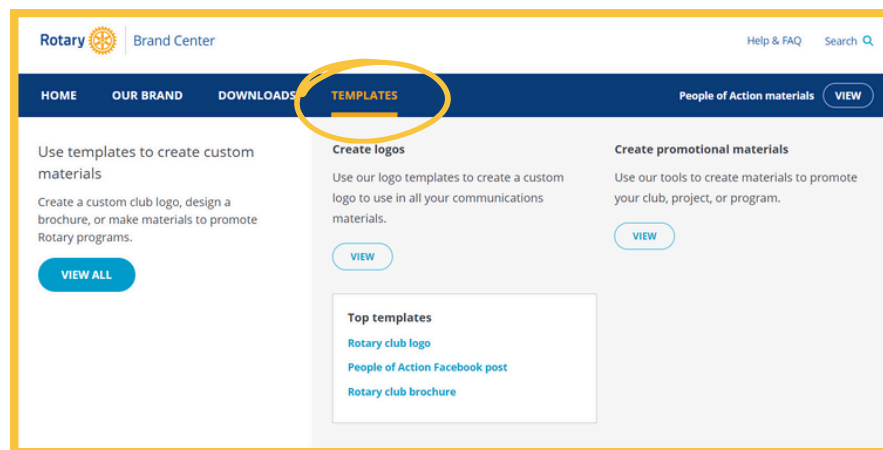 Rotary Brand Center
Help & FAQ Search
HOME OUR BRAND DOWNLOADS TEMPLATES People of Action materials VIEW
Use templates to create custom
materials
Create a custom club logo, design a
brochure, or make materials to promote
Rotary programs.
VIEW ALL
Create logos
Use our logo templates to create a custom
logo to use in all your communications
materials.
VIEW
Top templates
Rotary club logo
People of Action Facebook post
Rotary club brochure
Create promotional materials
Use our tools to create materials to promote
your club, project, or program.
VIEW